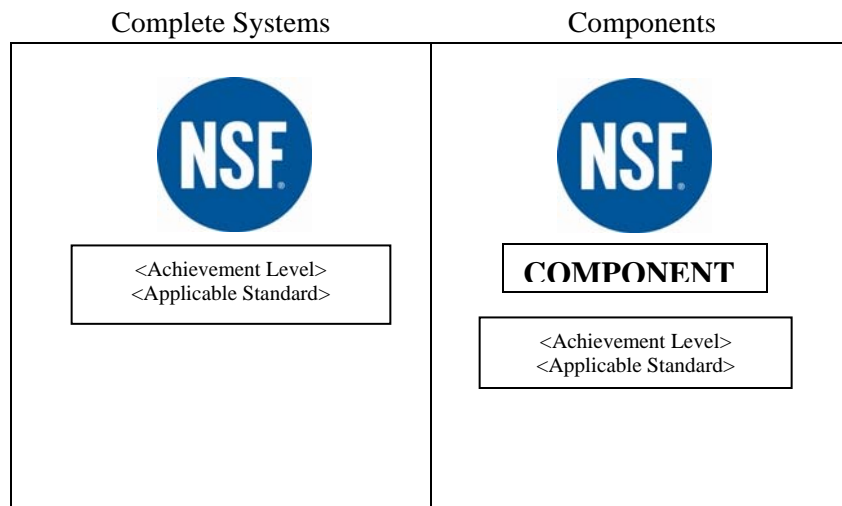 Complete Systems
Components
NSF®
<Achievement Level>
<Applicable Standard>
NSF®
COMPONENT
<Achievement Level>
<Applicable Standard>